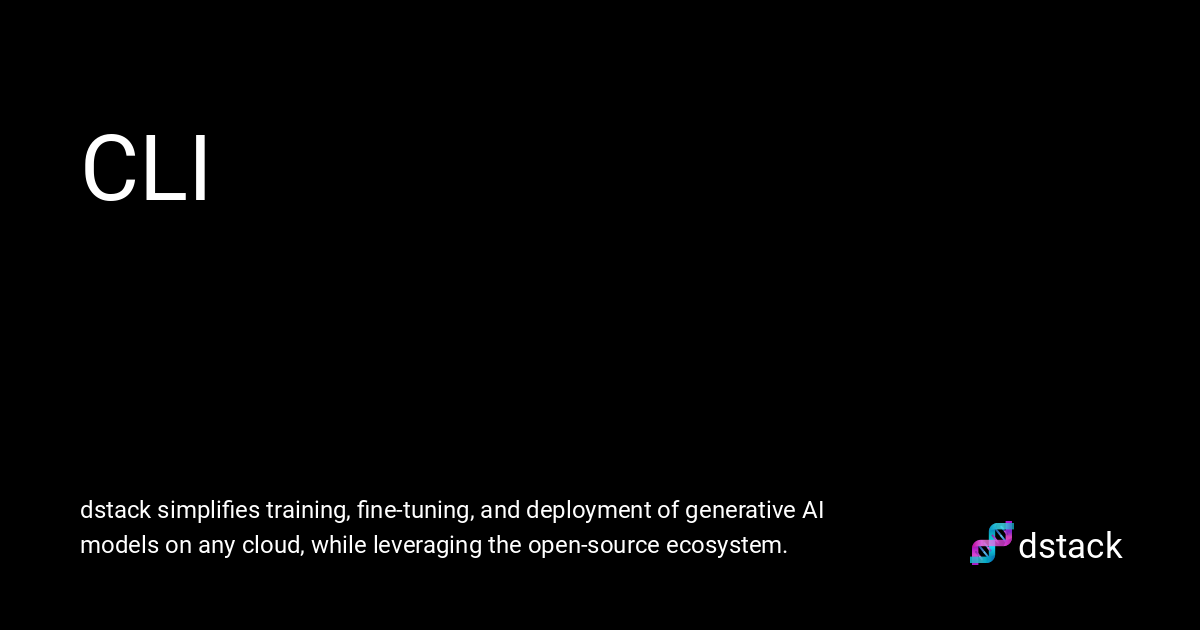 CLI
dstack simplifies training, fine-tuning, and deployment of generative AI
models on any cloud, while leveraging the open-source ecosystem.
dstack